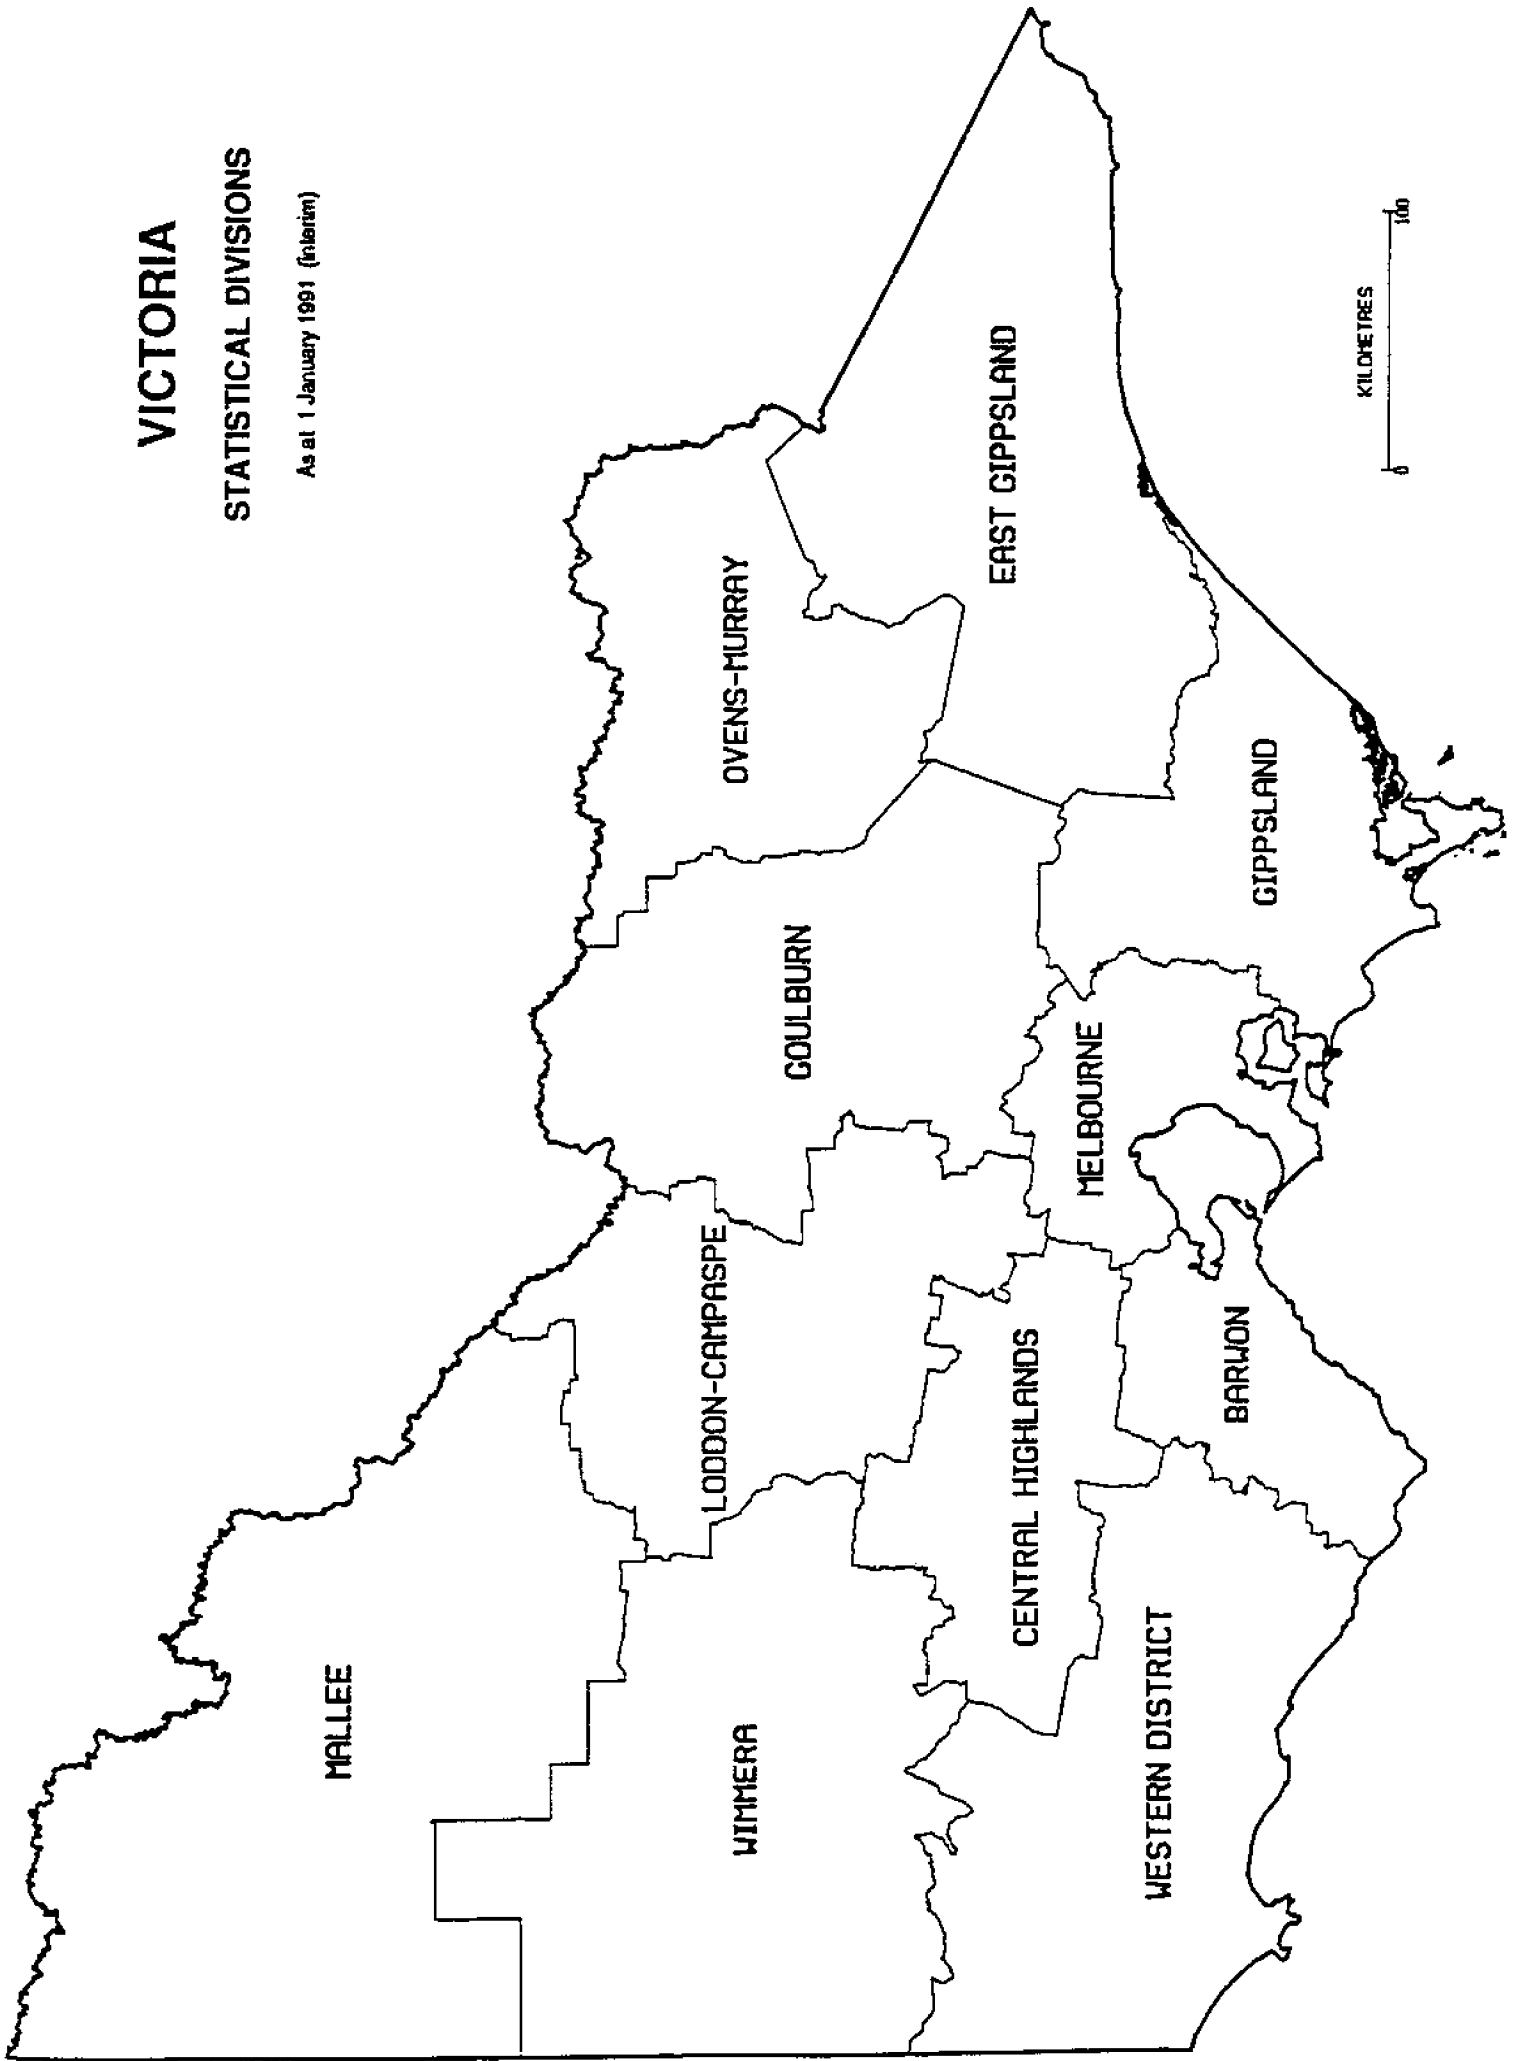 VICTORIA
STATISTICAL DIVISIONS
As at 1 January 1991 (interim)
MALLEE
WIMMERA
LODDON-CAMPASPE
GOULBURN
OVENS-MURRAY
EAST GIPPSLAND
CENTRAL HIGHLANDS
MELBOURNE
WESTERN DISTRICT
BARWON
GIPPSLAND
KILOMETRES
0 100